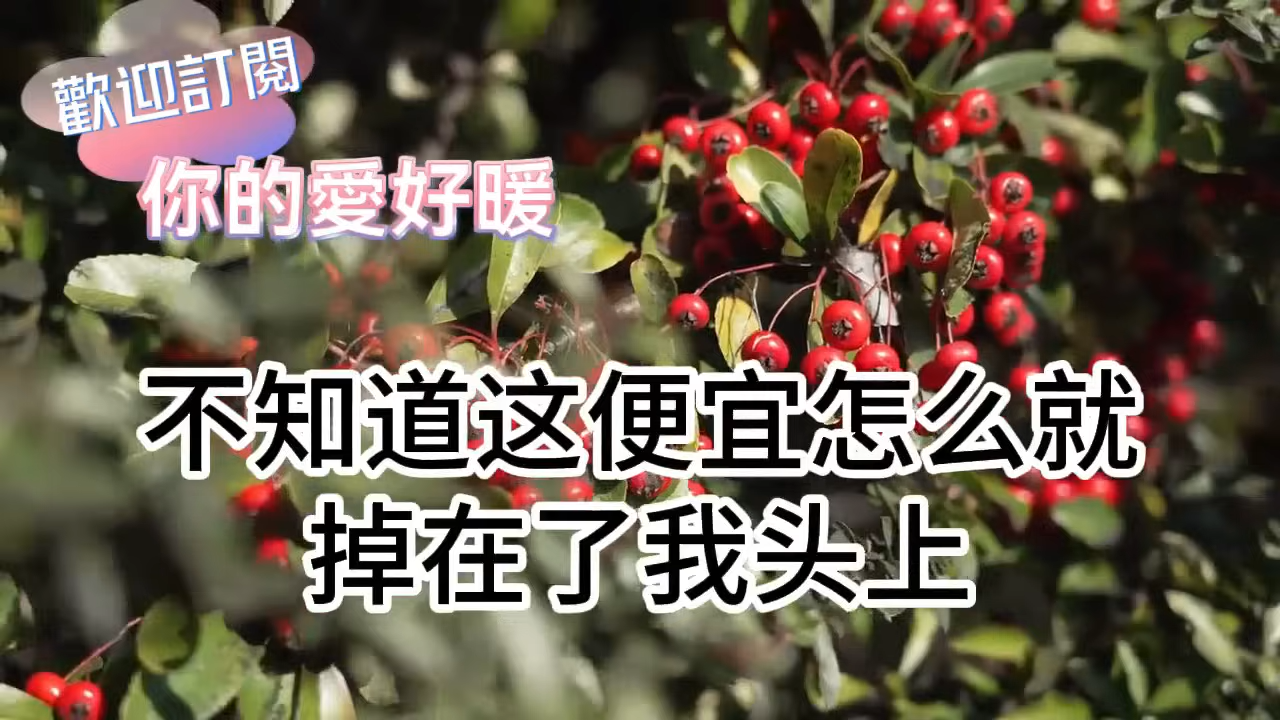 歡迎訂閱
你的愛好暖
不知道这便宜怎么就
掉在了我头上